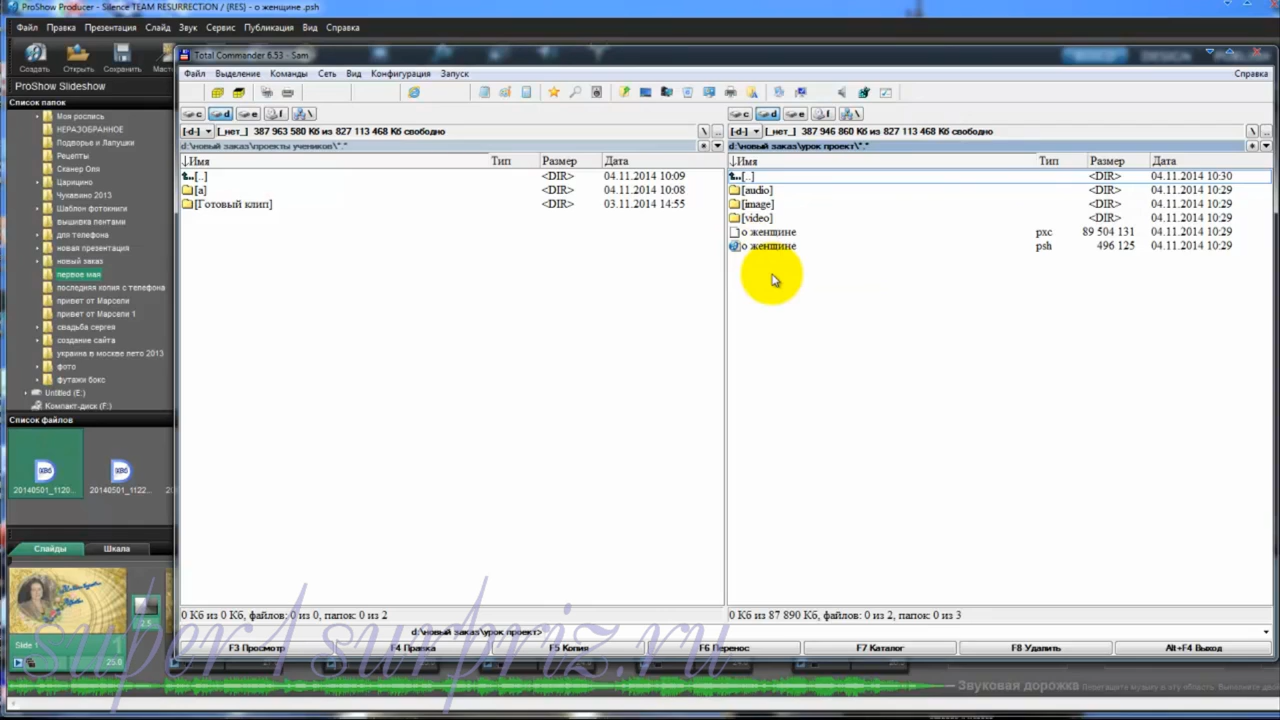 ProShow Producer - Silence TEAM RESURRECTiON / {RES} - о женщине .psh
Файл Правка Презентация Слайд Звук Сервис Публикация Вид Справка
Создать Открыть Сохранить
ProShow Slideshow
Список папок
Моя роспись
НЕРАЗОБРАННОЕ
Подворье и Лапушки
Рецепты
Сканер Оля
Царицино
Чукавино 2013
Шаблон фотокниги
вышивка лентами
для телефона
новая презентация
новый заказ
первое мая
последняя копия с телефона
привет от Марсели
привет от Марсели 1
свадьба сергея
создание сайта
украина в москве лето 2013
фото
футажи бокс
Untitled (E:)
Компакт-диск (F:)
Список файлов
20140501_1120...
20140501_1122...
Слайды Шкала
Slide 1
2.5
25.8
Total Commander 6.53 - Sam
Файл Выделение Команды Сеть Вид Конфигурация Запуск Справка
c d e f \
c d e f \
[-d-] [_нет_] 387 963 580 Кб из 827 113 468 Кб свободно \ ..
[-d-] [_нет_] 387 946 860 Кб из 827 113 468 Кб свободно \ ..
d:\новый заказ\проекты учеников\*.*
d:\новый заказ\урок проект\*.*
Имя Тип Размер Дата
[..] <DIR> 04.11.2014 10:09
[a] <DIR> 04.11.2014 10:08
[Готовый клип] <DIR> 03.11.2014 14:55
Имя Тип Размер Дата
[..] <DIR> 04.11.2014 10:30
[audio] <DIR> 04.11.2014 10:29
[image] <DIR> 04.11.2014 10:29
[video] <DIR> 04.11.2014 10:29
о женщине pxc 89 504 131 04.11.2014 10:29
о женщине psh 496 125 04.11.2014 10:29
0 Кб из 0 Кб, файлов: 0 из 0, папок: 0 из 2
0 Кб из 87 890 Кб, файлов: 0 из 2, папок: 0 из 3
d:\новый заказ\урок проект>
F3 Просмотр F4 Правка F5 Копия F6 Перенос F7 Каталог F8 Удалить Alt+F4 Выход
super1surpriz.ru
Звуковая дорожка